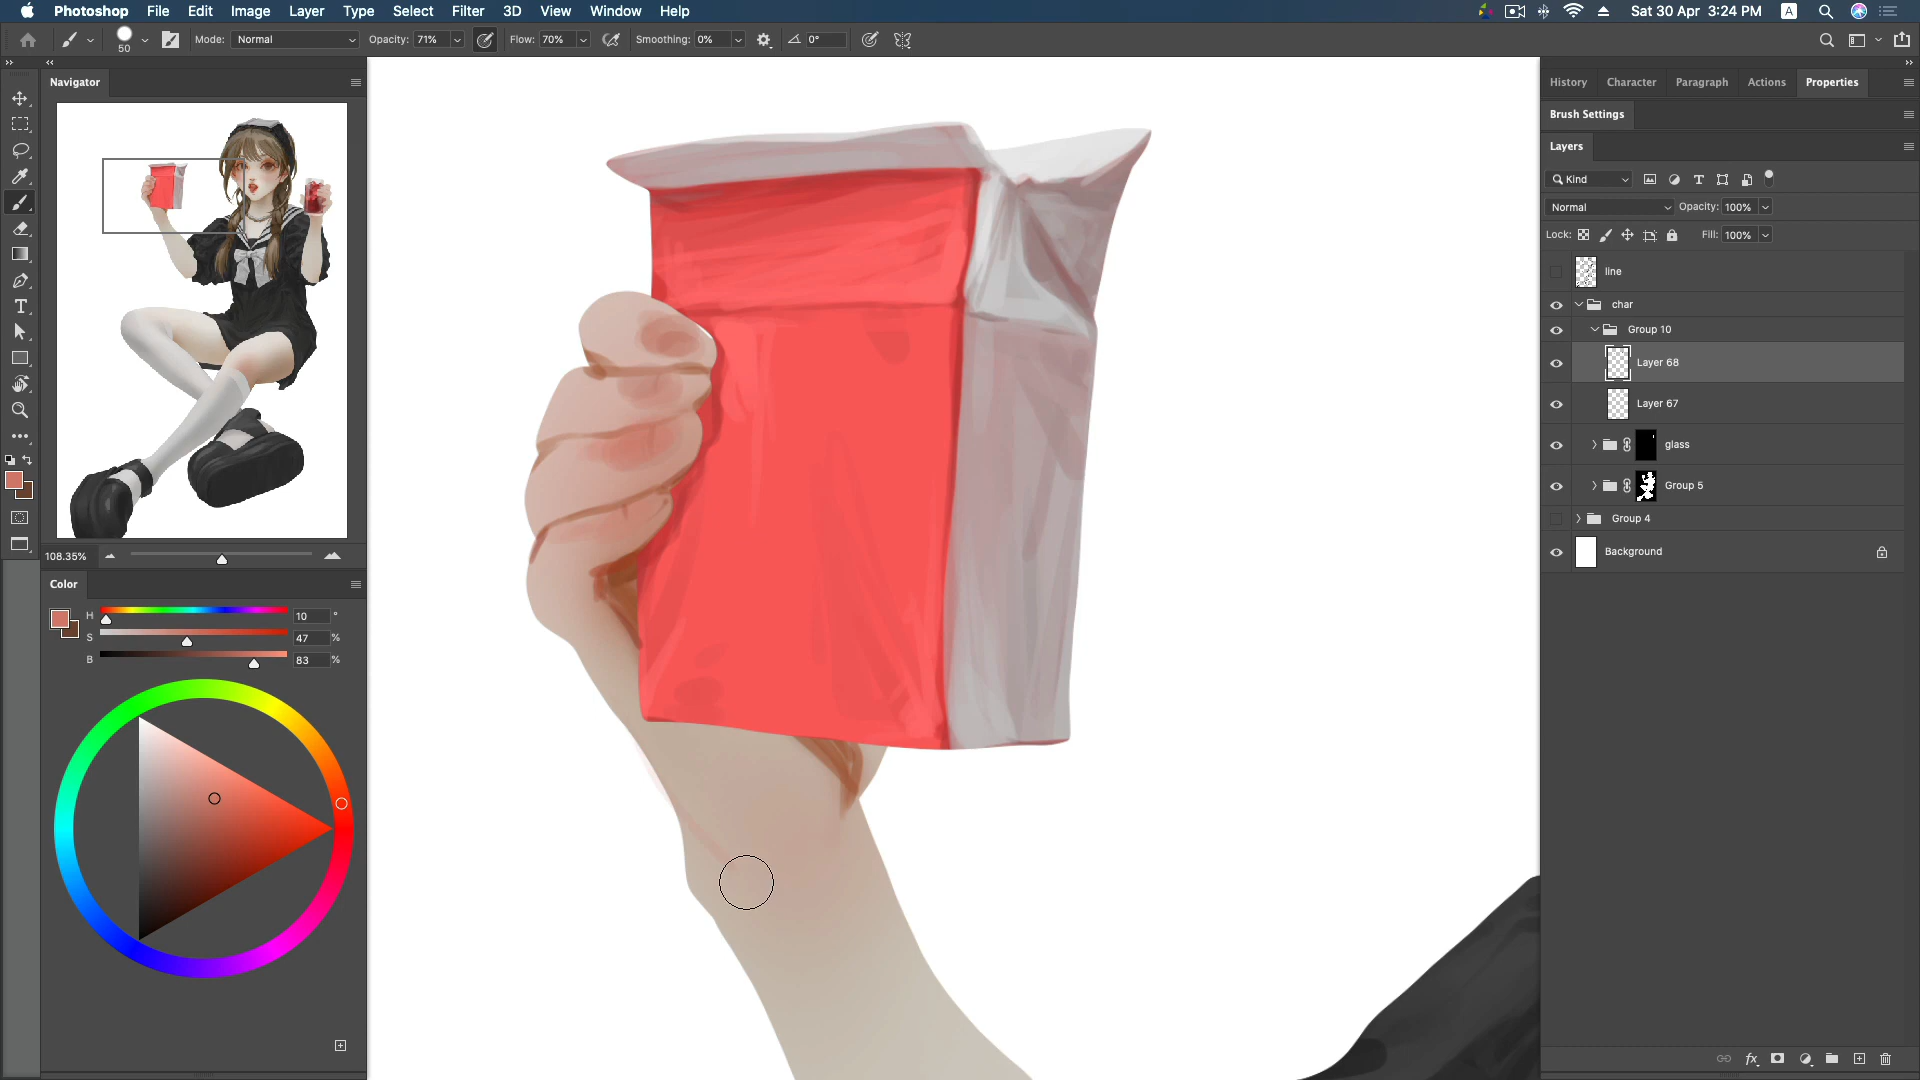 Photoshop File Edit Image Layer Type Select Filter 3D View Window Help
Sat 30 Apr 3:24 PM A
50 Mode: Normal Opacity: 71% Flow: 70% Smoothing: 0% 0°
Navigator
108.35%
Color
H 10 °
S 47 %
B 83 %
History Character Paragraph Actions Properties
Brush Settings
Layers
Kind
Normal Opacity: 100%
Lock: Fill: 100%
line
char
Group 10
Layer 68
Layer 67
glass
Group 5
Group 4
Background
fx